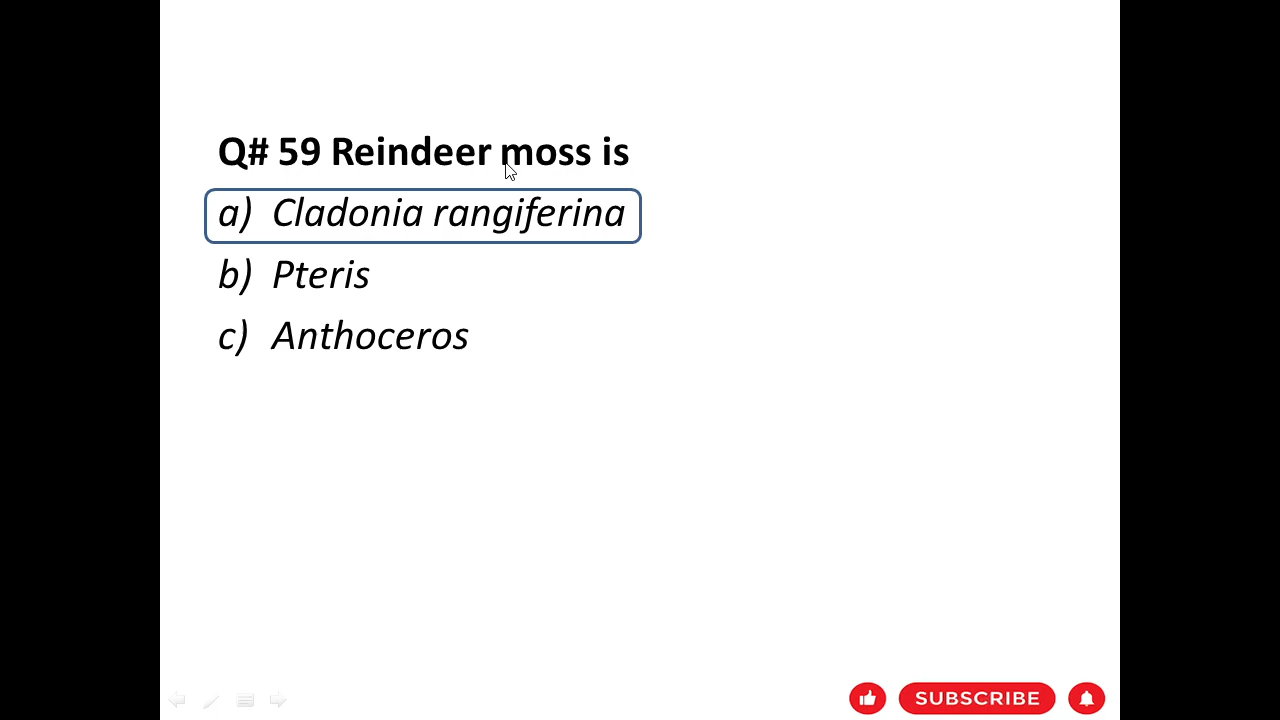 Q# 59 Reindeer moss is
a) Cladonia rangiferina
b) Pteris
c) Anthoceros
SUBSCRIBE